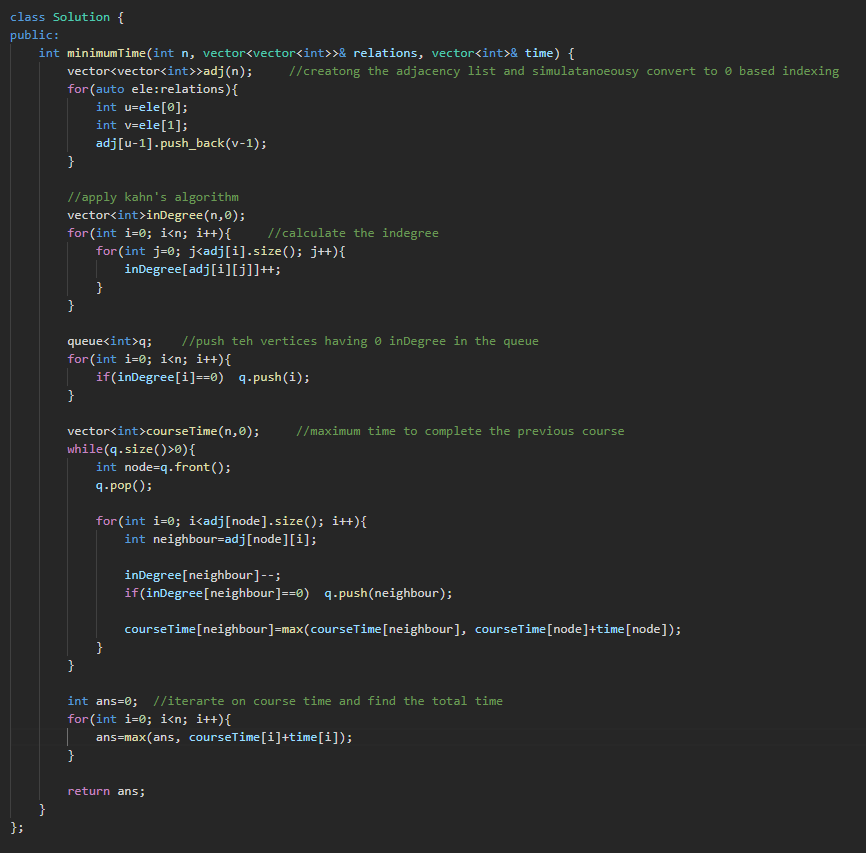 class Solution {
public:
    int minimumTime(int n, vector<vector<int>>& relations, vector<int>& time) {
        vector<vector<int>>adj(n);     //creatong the adjacency list and simulatanoeousy convert to 0 based indexing
        for(auto ele:relations){
            int u=ele[0];
            int v=ele[1];
            adj[u-1].push_back(v-1);
        }

        //apply kahn's algorithm
        vector<int>inDegree(n,0);
        for(int i=0; i<n; i++){     //calculate the indegree
            for(int j=0; j<adj[i].size(); j++){
                inDegree[adj[i][j]]++;
            }
        }

        queue<int>q;    //push teh vertices having 0 inDegree in the queue
        for(int i=0; i<n; i++){
            if(inDegree[i]==0)  q.push(i);
        }

        vector<int>courseTime(n,0);     //maximum time to complete the previous course
        while(q.size()>0){
            int node=q.front();
            q.pop();

            for(int i=0; i<adj[node].size(); i++){
                int neighbour=adj[node][i];

                inDegree[neighbour]--;
                if(inDegree[neighbour]==0)  q.push(neighbour);

                courseTime[neighbour]=max(courseTime[neighbour], courseTime[node]+time[node]);
            }
        }

        int ans=0;  //iterarte on course time and find the total time
        for(int i=0; i<n; i++){
            ans=max(ans, courseTime[i]+time[i]);
        }

        return ans;
    }
};